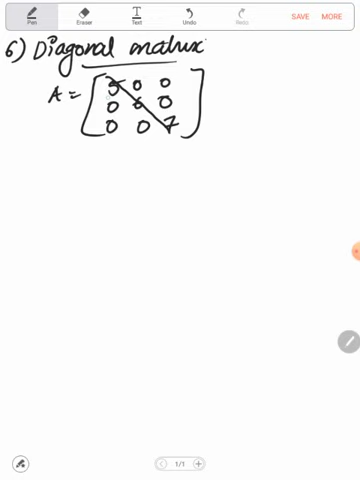 Pen Eraser Text Undo Redo SAVE MORE
6) Diagonal matrix
A = [ 0 0
0 0
0 0 7 ]
1/1